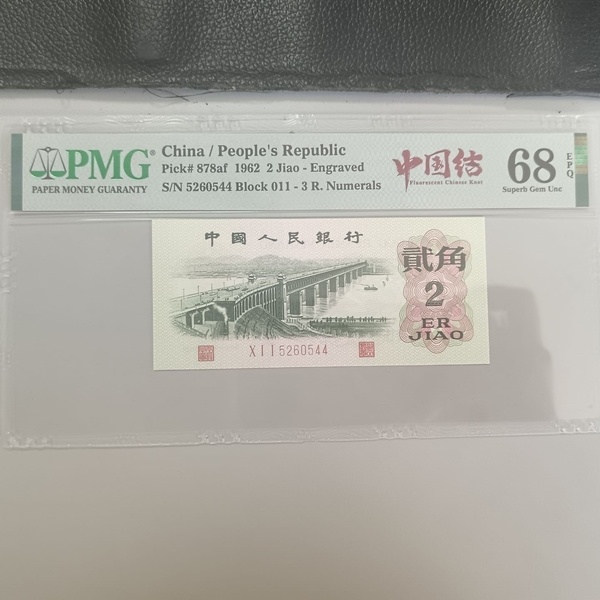 PMG
PAPER MONEY GUARANTY
China / People's Republic
Pick# 878af 1962 2 Jiao - Engraved
S/N 5260544 Block 011 - 3 R. Numerals
中国结
Fluorescent Chinese Knot
68
EPQ
Superb Gem Unc
中國人民銀行
貳角
2
ER
JIAO
X I I 5260544